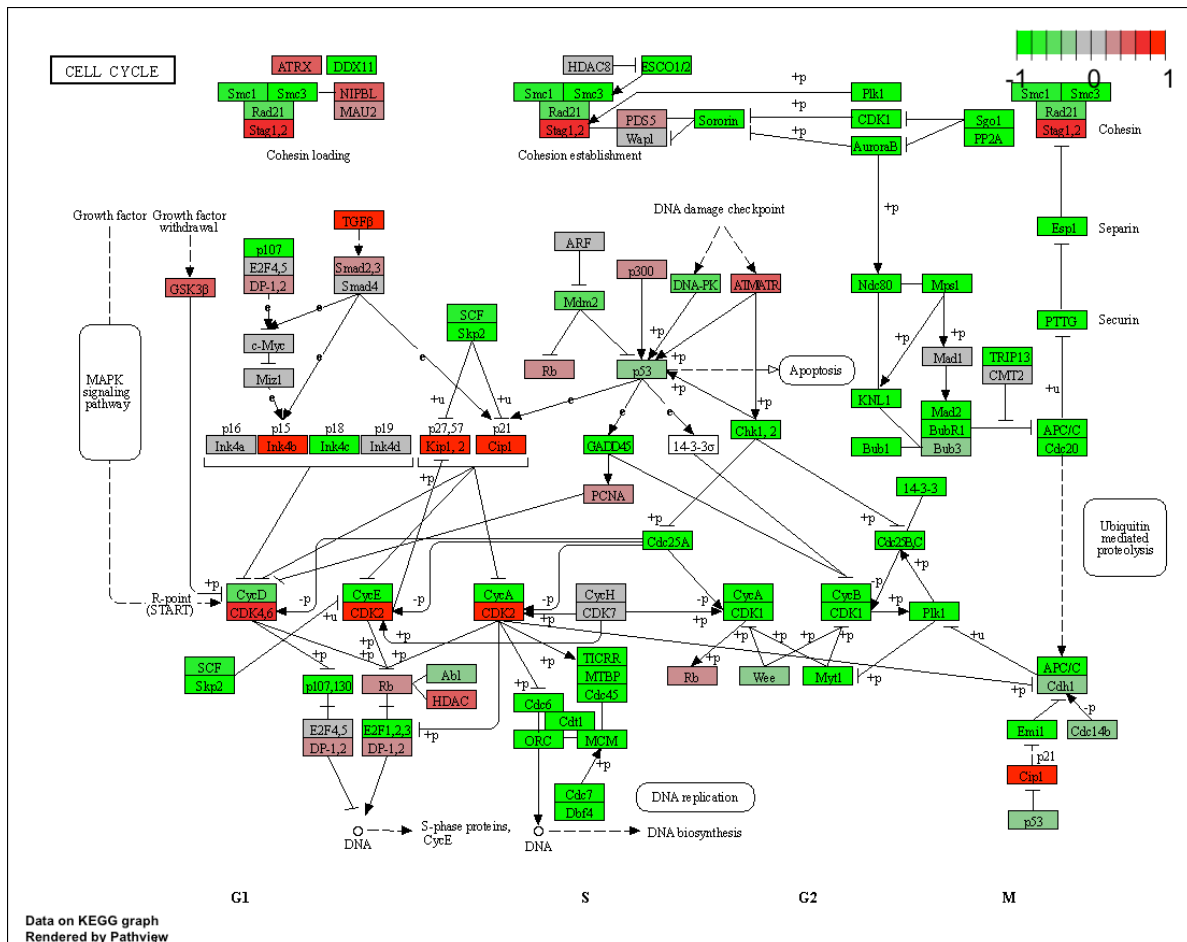 CELL CYCLE
-1 0 1
ATRX DDX11
Smc1 Smc3 NIPBL
Rad21 MAU2
Stag1,2
Cohesin loading
HDAC8 ESCO1/2
Smc1 Smc3
Rad21
Stag1,2 PDS5
Wapl
Sororin
Cohesion establishment
+p
Plk1
+p
CDK1
+p
AuroraB
Sgo1
PP2A
Smc1 Smc3
Rad21
Stag1,2
Cohesin
Growth factor
Growth factor
withdrawal
GSK3β
MAPK
signaling
pathway
R-point
(START)
TGFβ
Smad2,3
Smad4
p107
E2F4,5
DP-1,2
e e e
c-Myc
Miz1
e e
SCF
Skp2
+u +u
DNA damage checkpoint
ARF
p300
DNA-PK
ATM/ATR
Mdm2
Rb
p53
+p +p +p
+p
+p
Apoptosis
e e e
+p
Ndc80 Mps1
+p +p
Mad1
KNL1
Mad2
BubR1
Bub3
Bub1
TRIP13
CMT2
Esp1
Separin
PTTG
Securin
+u
APC/C
Cdc20
p16 p15 p18 p19
Ink4a Ink4b Ink4c Ink4d
p27,57 p21
Kip1, 2 Cip1
GADD45
14-3-3σ
Chk1, 2
PCNA
+p
+p +p
14-3-3
Cdc25A
Cdc25B,C
Ubiquitin
mediated
proteolysis
+p -p -p -p -p -p +p
CycD CycE CycA CycH CycA CycB
CDK4,6 CDK2 CDK2 CDK7 CDK1 CDK1
Plk1
+u +p +p +p +p +p
+p +p +p +p +p +p +u
SCF
Skp2
p107,130
Rb
Abl
HDAC
E2F4,5
DP-1,2
E2F1,2,3
DP-1,2
+p
TICRR
MTBP
Cdc45
Cdc6
Cdt1
ORC MCM
+p
Cdc7
Dbf4
Rb
Wee
Myt1
+p
+p
APC/C
Cdh1
-p
Emi1
Cdc14b
p21
Cip1
p53
DNA
S-phase proteins,
CycE
DNA
DNA replication
DNA biosynthesis
G1 S G2 M
Data on KEGG graph
Rendered by Pathview